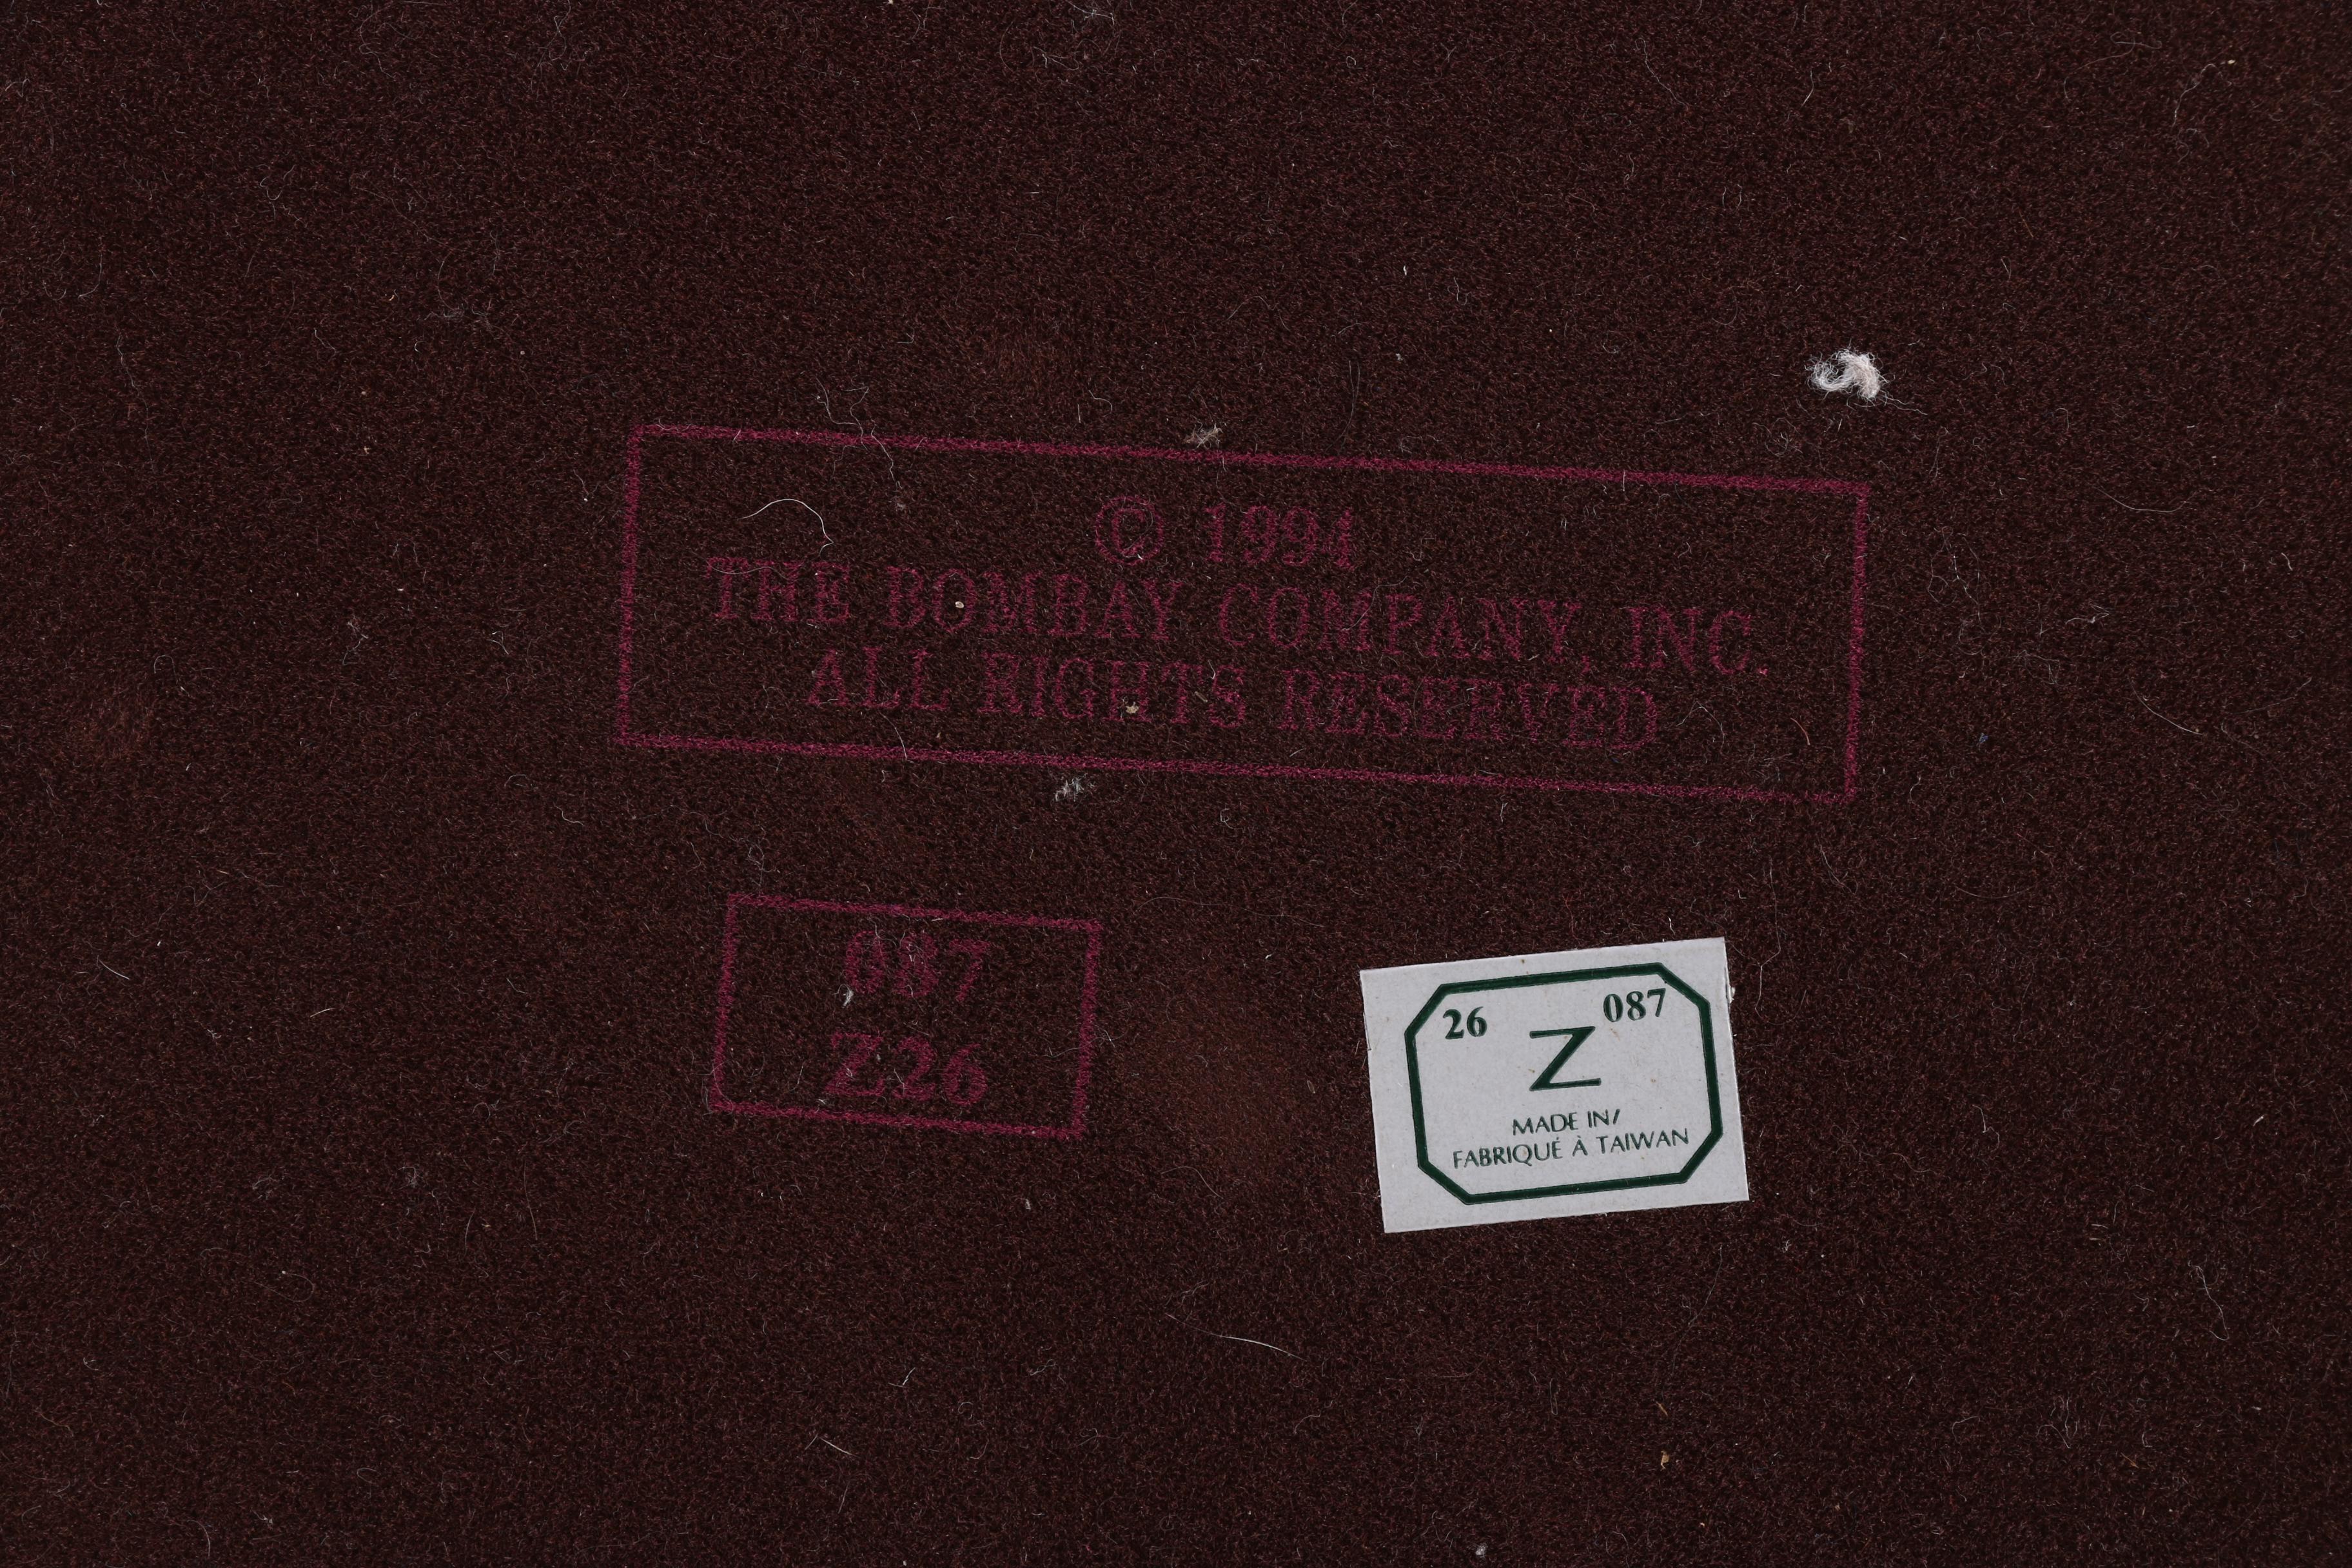 © 1994
THE BOMBAY COMPANY, INC.
ALL RIGHTS RESERVED
087
Z26
26 Z 087
MADE IN/
FABRIQUÉ À TAIWAN